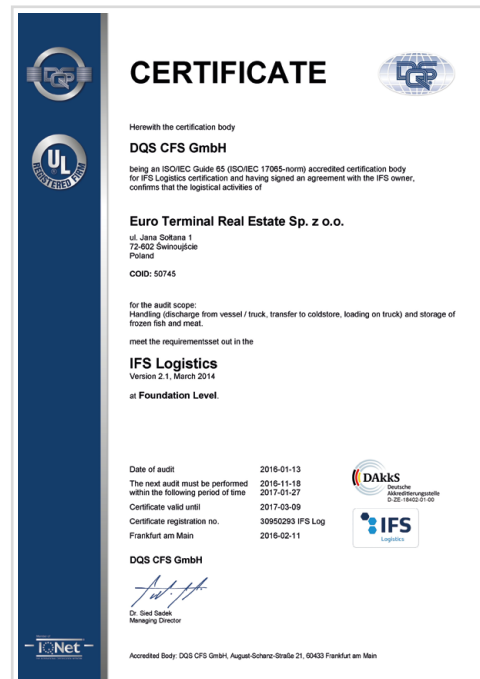 DQS
CERTIFICATE
DQS
UL
REGISTERED FIRM
Herewith the certification body
DQS CFS GmbH
being an ISO/IEC Guide 65 (ISO/IEC 17065-norm) accredited certification body
for IFS Logistics certification and having signed an agreement with the IFS owner,
confirms that the logistical activities of
Euro Terminal Real Estate Sp. z o.o.
ul. Jana Sołtana 1
72-602 Świnoujście
Poland
COID: 50745
for the audit scope:
Handling (discharge from vessel / truck, transfer to coldstore, loading on truck) and storage of
frozen fish and meat.
meet the requirementsset out in the
IFS Logistics
Version 2.1, March 2014
at Foundation Level.
Date of audit 2016-01-13
The next audit must be performed 2016-11-18
within the following period of time 2017-01-27
Certificate valid until 2017-03-09
Certificate registration no. 30950293 IFS Log
Frankfurt am Main 2016-02-11
DAkkS
Deutsche
Akkreditierungsstelle
D-ZE-18402-01-00
IFS
Logistics
DQS CFS GmbH
Dr. Sied Sadek
Managing Director
IQNet
Accredited Body: DQS CFS GmbH, August-Schanz-Straße 21, 60433 Frankfurt am Main